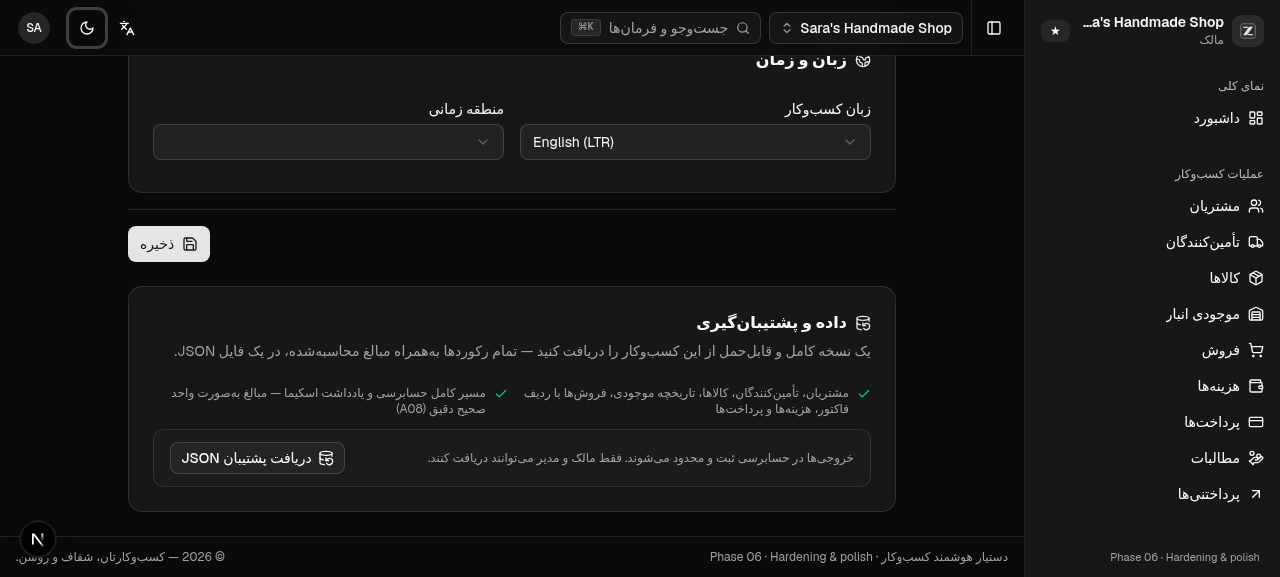 ...a's Handmade Shop
مالک
★
نمای کلی
داشبورد
عملیات کسب‌وکار
مشتریان
تأمین‌کنندگان
کالاها
موجودی انبار
فروش
هزینه‌ها
پرداخت‌ها
مطالبات
پرداختنی‌ها
Phase 06 · Hardening & polish
Sara's Handmade Shop
جست‌وجو و فرمان‌ها
⌘K
SA
زبان و زمان
زبان کسب‌وکار
English (LTR)
منطقه زمانی
ذخیره
داده و پشتیبان‌گیری
یک نسخه کامل و قابل‌حمل از این کسب‌وکار را دریافت کنید — تمام رکوردها به‌همراه مبالغ محاسبه‌شده، در یک فایل JSON.
مشتریان، تأمین‌کنندگان، کالاها، تاریخچه موجودی، فروش‌ها با ردیف
فاکتور، هزینه‌ها و پرداخت‌ها
مسیر کامل حسابرسی و یادداشت اسکیما — مبالغ به‌صورت واحد
صحیح دقیق (A08)
خروجی‌ها در حسابرسی ثبت و محدود می‌شوند. فقط مالک و مدیر می‌توانند دریافت کنند.
دریافت پشتیبان JSON
دستیار هوشمند کسب‌وکار · Phase 06 · Hardening & polish
© 2026 — کسب‌وکارتان، شفاف و روشن.
N